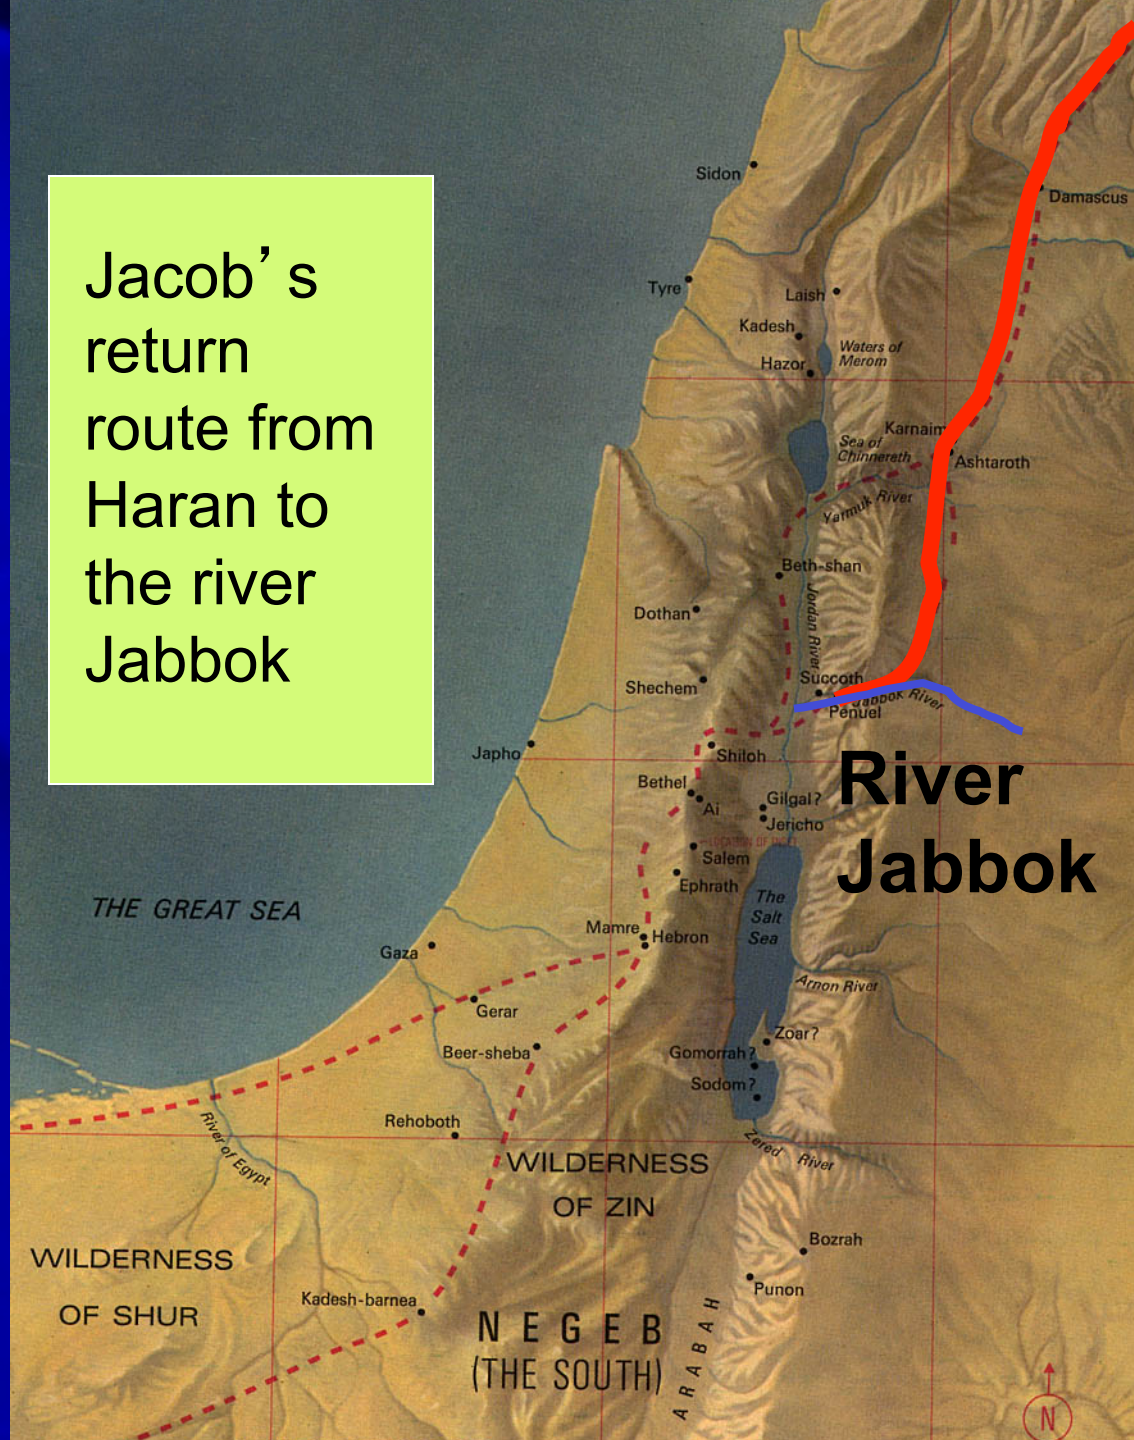 Jacob's
return
route from
Haran to
the river
Jabbok
Sidon
Damascus
Tyre
Laish
Kadesh
Waters of
Merom
Hazor
Karnaim
Sea of
Chinnereth
Ashtaroth
Yarmuk River
Beth-shan
Jordan River
Dothan
Succoth
Shechem
Jabbok River
Penuel
Japho
Shiloh
River
Jabbok
Bethel
Ai
Gilgal?
Jericho
Salem
Ephrath
The
Salt
Sea
THE GREAT SEA
Mamre
Hebron
Gaza
Arnon River
Gerar
Zoar?
Beer-sheba
Gomorrah?
Sodom?
Rehoboth
River of Egypt
Zered River
WILDERNESS
OF ZIN
WILDERNESS
OF SHUR
Bozrah
Punon
Kadesh-barnea
NEGEB
(THE SOUTH)
ARABAH
N